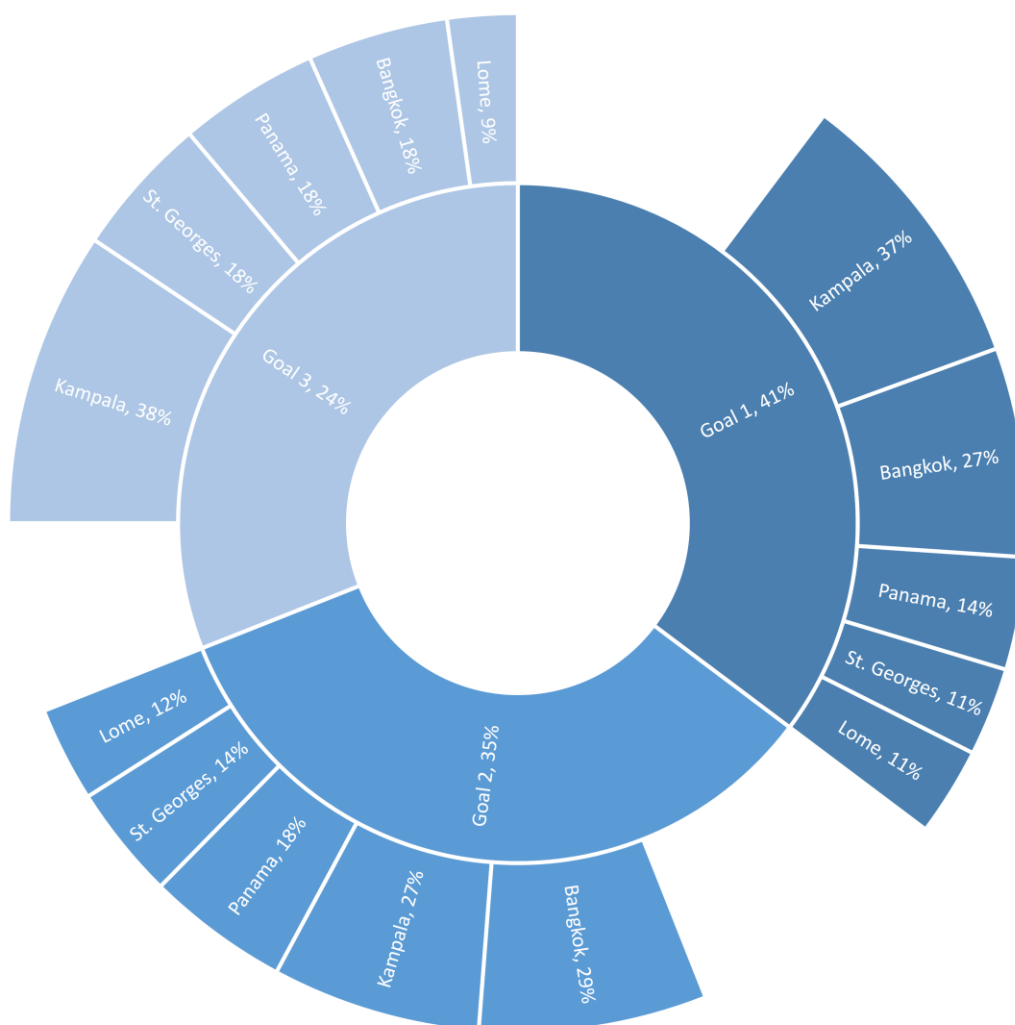 Goal 1, 41%
Kampala, 37%
Bangkok, 27%
Panama, 14%
St. Georges, 11%
Lome, 11%
Goal 2, 35%
Bangkok, 29%
Kampala, 27%
Panama, 18%
St. Georges, 14%
Lome, 12%
Goal 3, 24%
Kampala, 38%
St. Georges, 18%
Panama, 18%
Bangkok, 18%
Lome, 9%